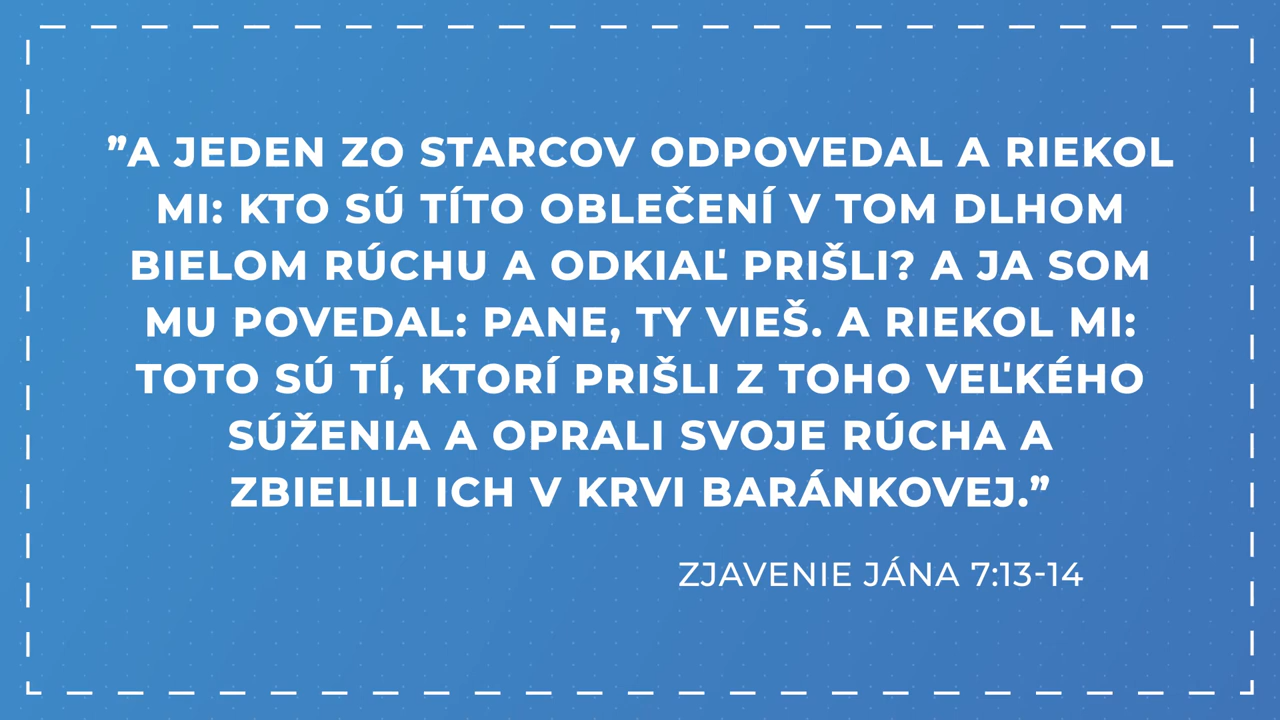 ”A JEDEN ZO STARCOV ODPOVEDAL A RIEKOL
MI: KTO SÚ TÍTO OBLEČENÍ V TOM DLHOM
BIELOM RÚCHU A ODKIAĽ PRIŠLI? A JA SOM
MU POVEDAL: PANE, TY VIEŠ. A RIEKOL MI:
TOTO SÚ TÍ, KTORÍ PRIŠLI Z TOHO VEĽKÉHO
SÚŽENIA A OPRALI SVOJE RÚCHA A
ZBIELILI ICH V KRVI BARÁNKOVEJ.”
ZJAVENIE JÁNA 7:13-14